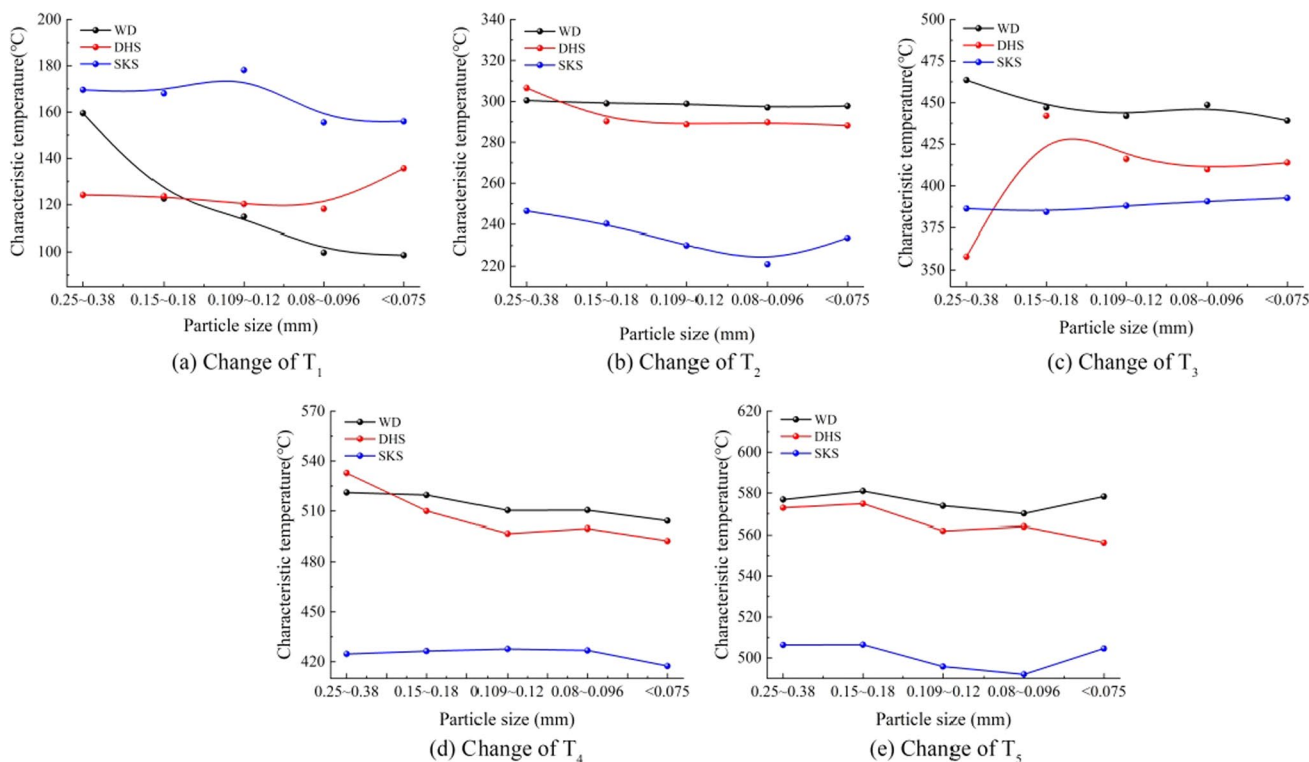 200
180
160
140
120
100
Characteristic temperature(°C)
WD
DHS
SKS
0.25~0.38 0.15~0.18 0.109~0.12 0.08~0.096 <0.075
Particle size (mm)
(a) Change of T1
340
320
300
280
260
240
220
Characteristic temperature(°C)
WD
DHS
SKS
0.25~0.38 0.15~0.18 0.109~0.12 0.08~0.096 <0.075
Particle size (mm)
(b) Change of T2
500
475
450
425
400
375
350
Characteristic temperature(°C)
WD
DHS
SKS
0.25~0.38 0.15~0.18 0.109~0.12 0.08~0.096 <0.075
Particle size (mm)
(c) Change of T3
570
540
510
480
450
420
Characteristic temperature(°C)
WD
DHS
SKS
0.25~0.38 0.15~0.18 0.109~0.12 0.08~0.096 <0.075
Particle size (mm)
(d) Change of T4
620
600
580
560
540
520
500
Characteristic temperature(°C)
WD
DHS
SKS
0.25~0.38 0.15~0.18 0.109~0.12 0.08~0.096 <0.075
Particle size (mm)
(e) Change of T5